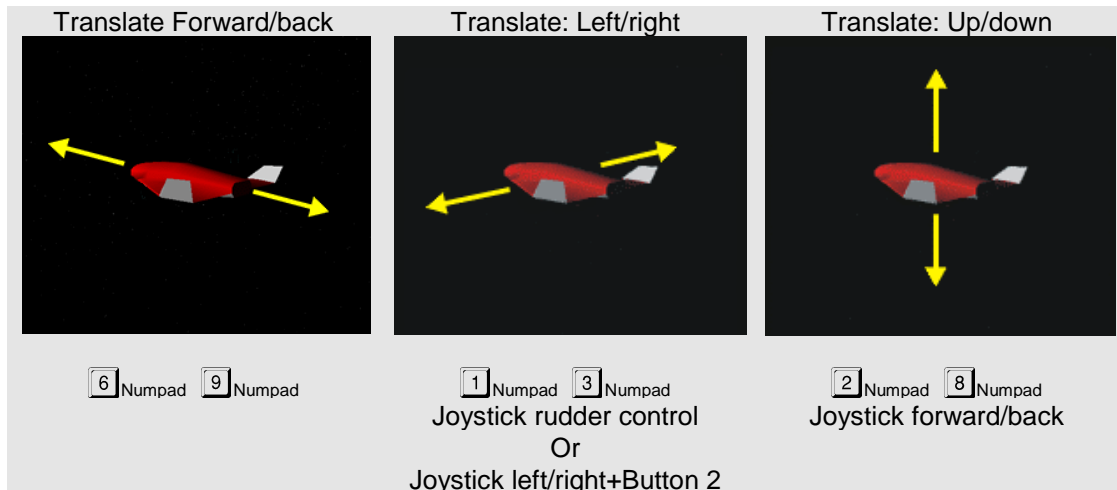 Translate Forward/back
Translate: Left/right
Translate: Up/down
6 Numpad 9 Numpad
1 Numpad 3 Numpad
Joystick rudder control
Or
Joystick left/right+Button 2
2 Numpad 8 Numpad
Joystick forward/back